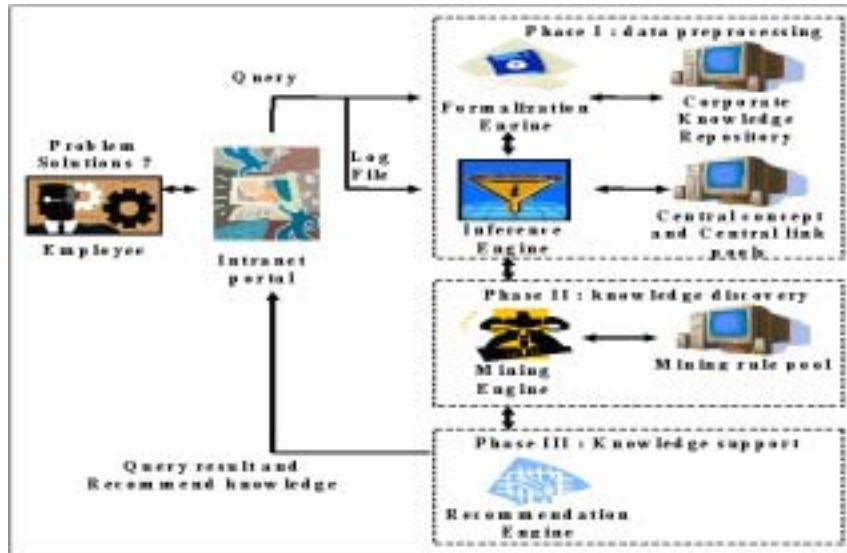 Phase I : data preprocessing
Query
Formalization
Engine
Corporate
Knowledge
Repository
Problem
Solutions ?
Log
File
Employee
Intranet
portal
Inference
Engine
Central concept
and Central link
pools
Phase II : knowledge discovery
Mining
Engine
Mining rule pool
Phase III : Knowledge support
Query result and
Recommend knowledge
Recommendation
Engine